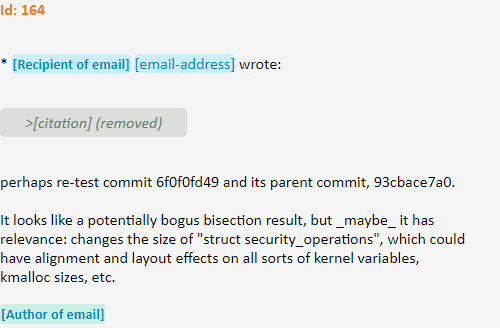 Id: 164
* [Recipient of email] [email-address] wrote:
>[citation] (removed)
perhaps re-test commit 6f0f0fd49 and its parent commit, 93cbace7a0.
It looks like a potentially bogus bisection result, but _maybe_ it has
relevance: changes the size of "struct security_operations", which could
have alignment and layout effects on all sorts of kernel variables,
kmalloc sizes, etc.
[Author of email]